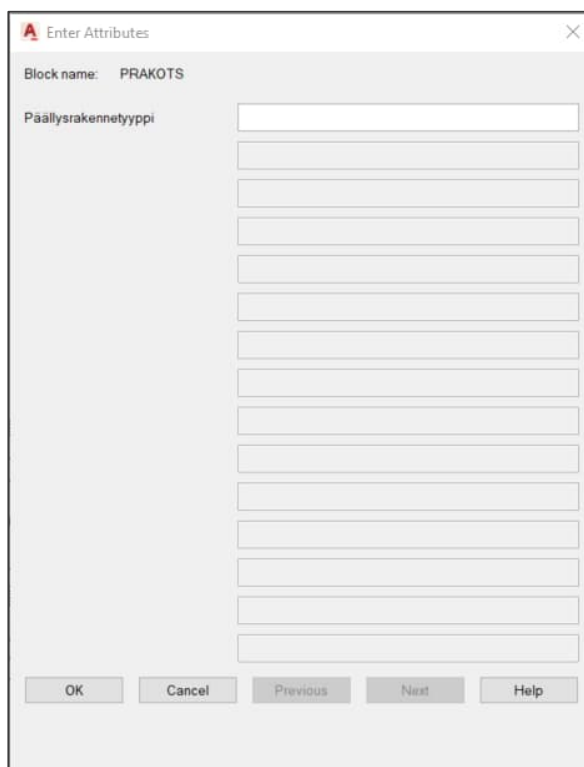 Enter Attributes
Block name: PRAKOTS
Päällysrakennetyyppi
OK Cancel Previous Next Help